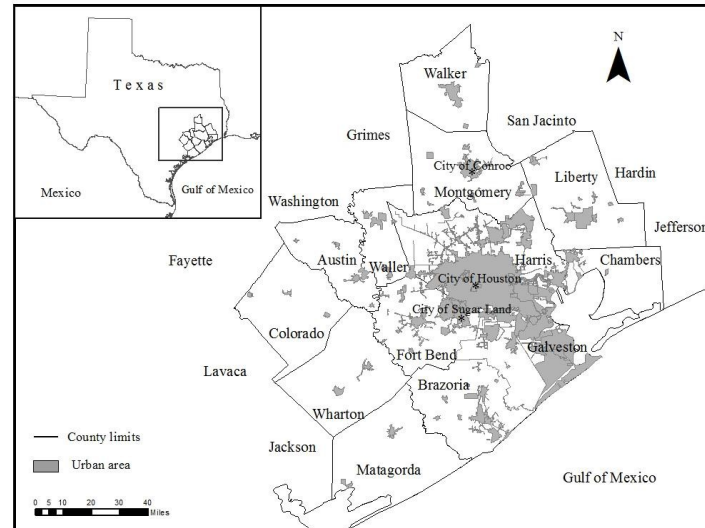 Texas
Mexico
Gulf of Mexico
N
Walker
Grimes
San Jacinto
City of Conroe
Montgomery
Liberty
Hardin
Washington
Jefferson
Fayette
Austin
Waller
Harris
Chambers
City of Houston
City of Sugar Land
Colorado
Galveston
Fort Bend
Lavaca
Brazoria
Wharton
Jackson
Matagorda
Gulf of Mexico
County limits
Urban area
0 5 10 20 30 40
Miles